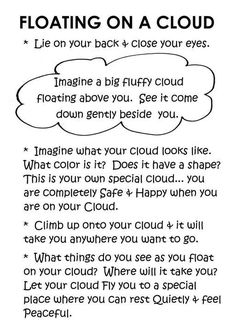 FLOATING ON A CLOUD
* Lie on your back & close your eyes.
Imagine a big fluffy cloud
floating above you. See it come
down gently beside you.
* Imagine what your cloud looks like.
What color is it? Does it have a shape?
This is your own special cloud... you
are completely Safe & Happy when you
are on your Cloud.
* Climb up onto your cloud & it will
take you anywhere you want to go.
* What things do you see as you float
on your cloud? Where will it take you?
Let your cloud Fly you to a special
place where you can rest Quietly & feel
Peaceful.